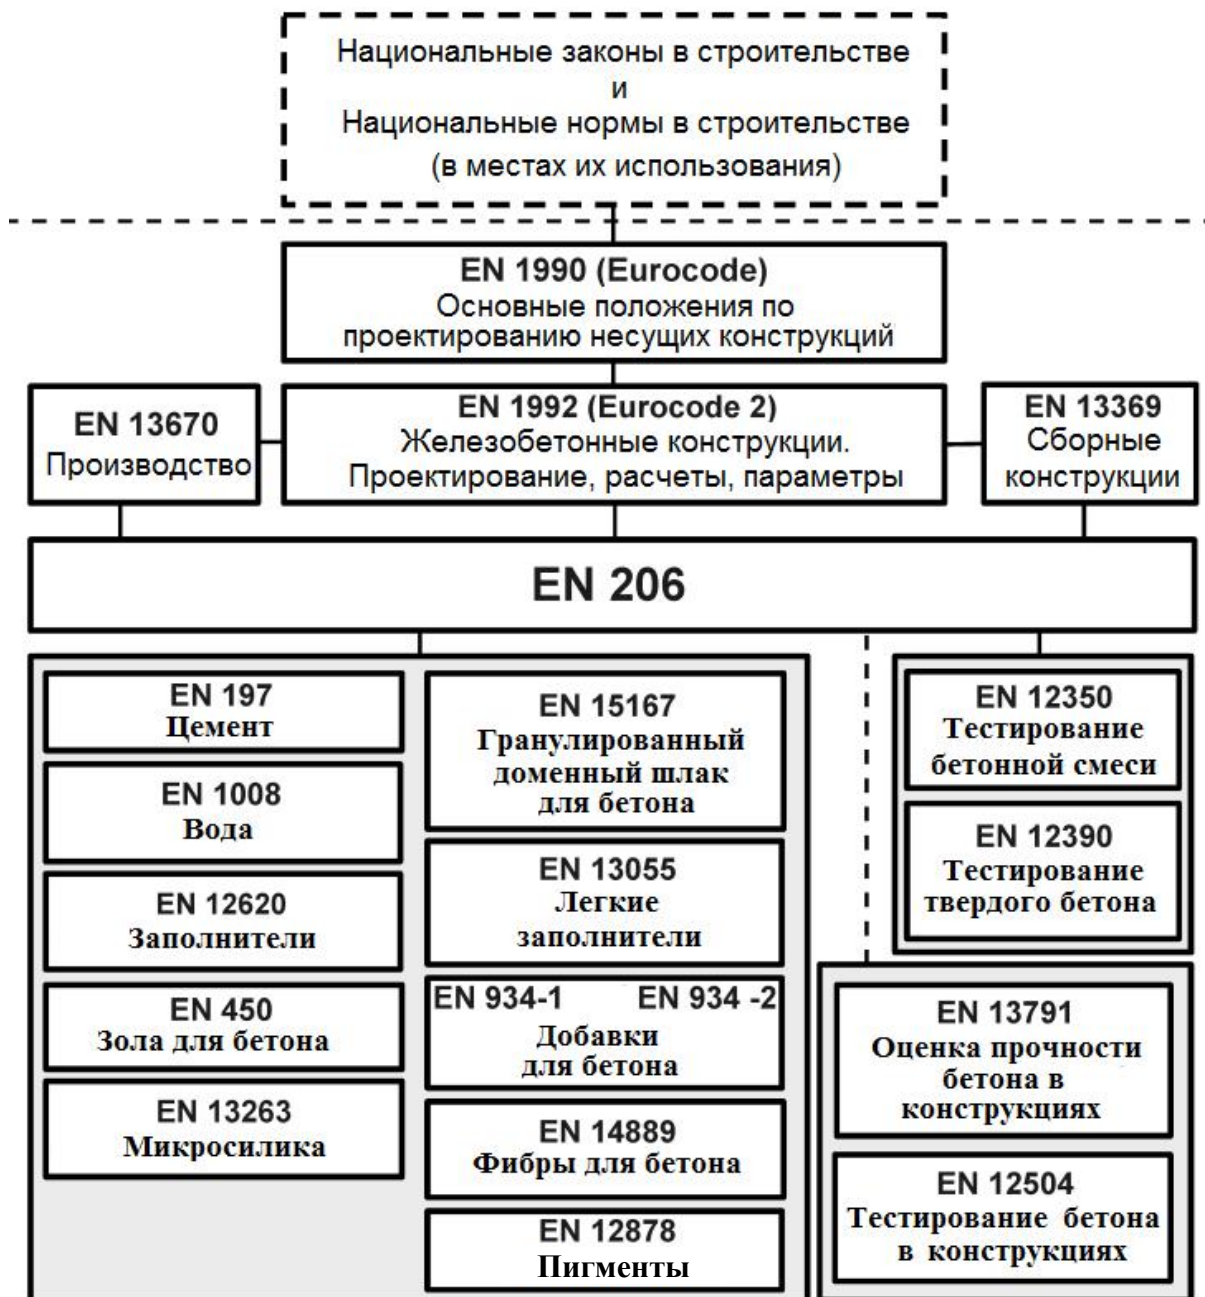 Национальные законы в строительстве
и
Национальные нормы в строительстве
(в местах их использования)
EN 1990 (Eurocode)
Основные положения по
проектированию несущих конструкций
EN 13670
Производство
EN 1992 (Eurocode 2)
Железобетонные конструкции.
Проектирование, расчеты, параметры
EN 13369
Сборные
конструкции
EN 206
EN 197
Цемент
EN 1008
Вода
EN 12620
Заполнители
EN 450
Зола для бетона
EN 13263
Микросилика
EN 15167
Гранулированный
доменный шлак
для бетона
EN 13055
Легкие
заполнители
EN 934-1 EN 934 -2
Добавки
для бетона
EN 14889
Фибры для бетона
EN 12878
Пигменты
EN 12350
Тестирование
бетонной смеси
EN 12390
Тестирование
твердого бетона
EN 13791
Оценка прочности
бетона в
конструкциях
EN 12504
Тестирование бетона
в конструкциях